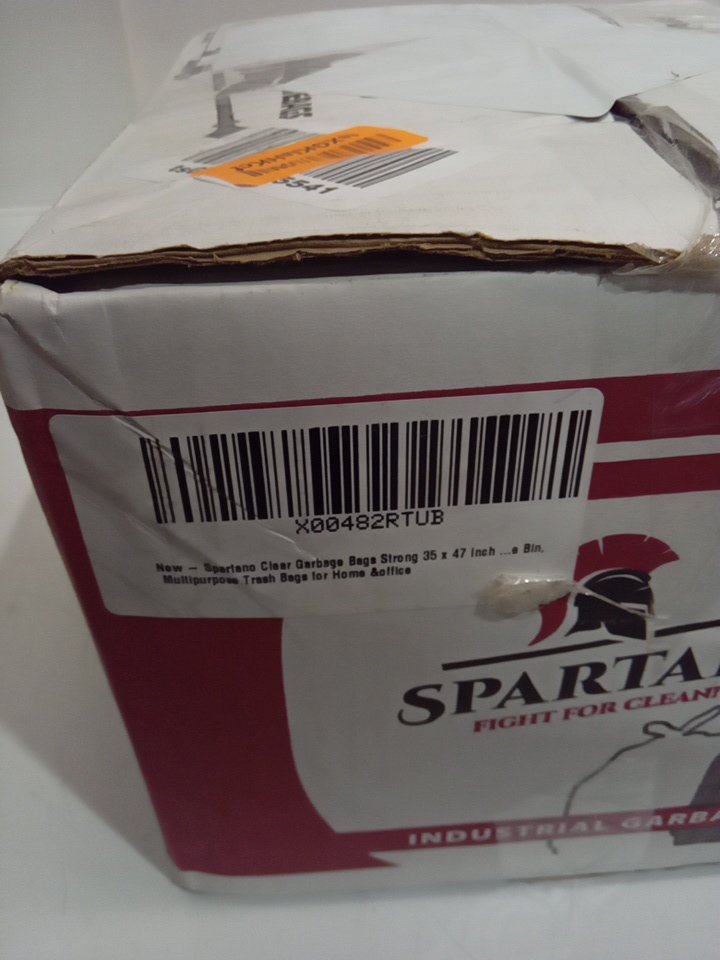 5541
X00482RTUB
New — Spartano Clear Garbage Bags Strong 35 x 47 Inch ...e Bin,
Multipurpose Trash Bags for Home &office
SPARTA
FIGHT FOR CLEAN
INDUSTRIAL GARBA